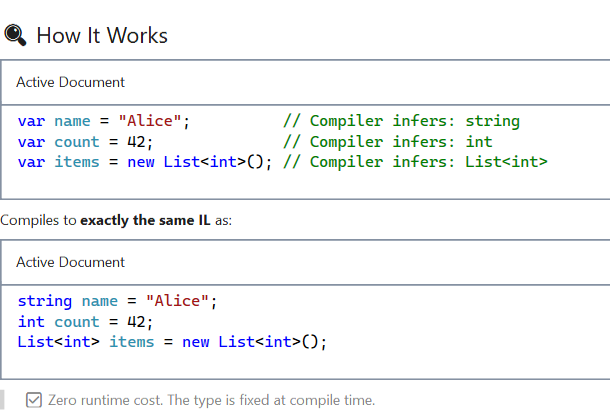 How It Works
Active Document
var name = "Alice";          // Compiler infers: string
var count = 42;              // Compiler infers: int
var items = new List<int>(); // Compiler infers: List<int>
Compiles to exactly the same IL as:
Active Document
string name = "Alice";
int count = 42;
List<int> items = new List<int>();
Zero runtime cost. The type is fixed at compile time.